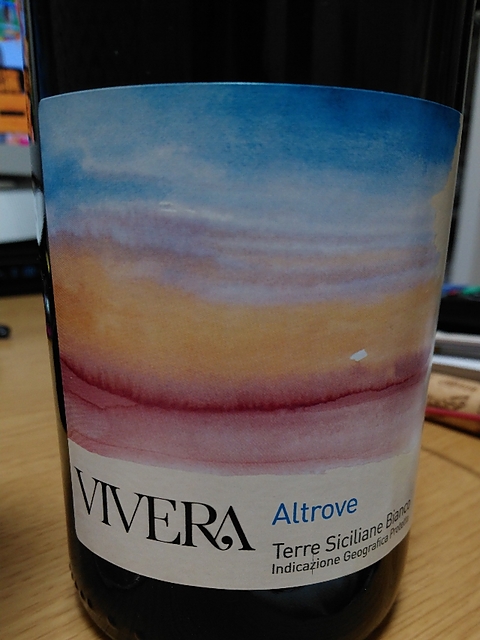 VIVERA
Altrove
Terre Siciliane Bianco
Indicazione Geografica Protetta